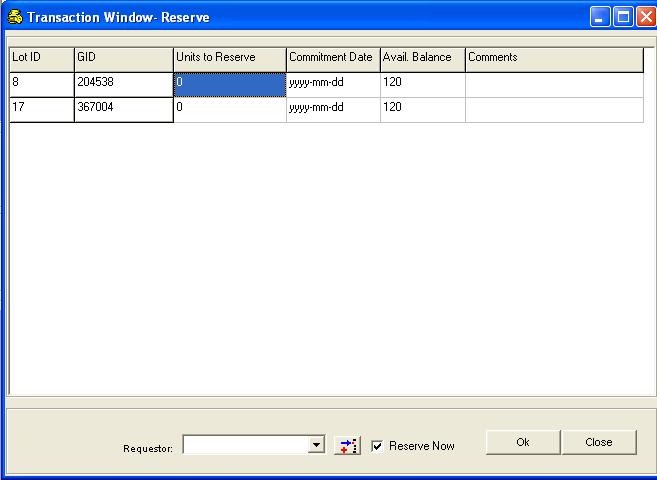 Transaction Window- Reserve
Lot ID GID Units to Reserve Commitment Date Avail. Balance Comments
8 204538 0 yyyy-mm-dd 120
17 367004 0 yyyy-mm-dd 120
Requestor: Reserve Now Ok Close